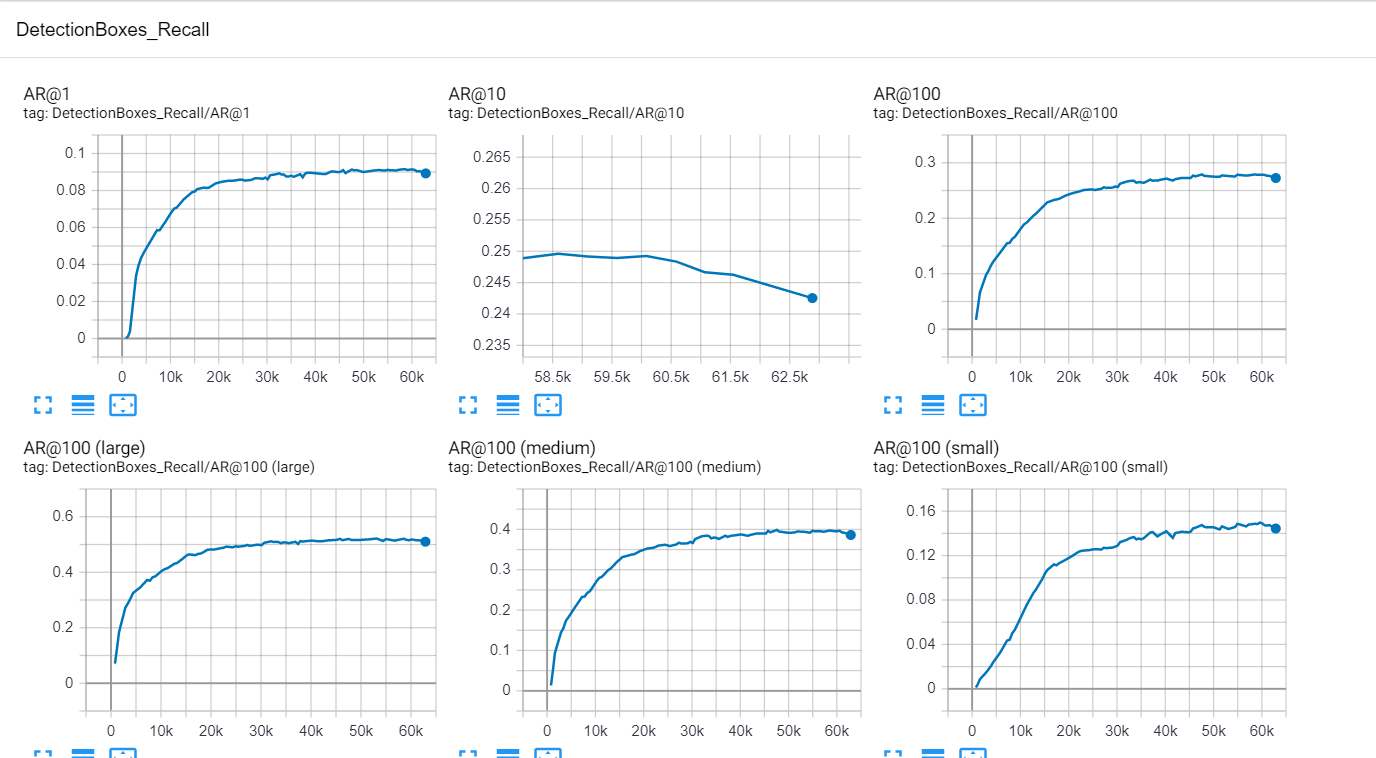 DetectionBoxes_Recall
AR@1
tag: DetectionBoxes_Recall/AR@1
0.1
0.08
0.06
0.04
0.02
0
0 10k 20k 30k 40k 50k 60k
AR@10
tag: DetectionBoxes_Recall/AR@10
0.265
0.26
0.255
0.25
0.245
0.24
0.235
58.5k 59.5k 60.5k 61.5k 62.5k
AR@100
tag: DetectionBoxes_Recall/AR@100
0.3
0.2
0.1
0
0 10k 20k 30k 40k 50k 60k
AR@100 (large)
tag: DetectionBoxes_Recall/AR@100 (large)
0.6
0.4
0.2
0
0 10k 20k 30k 40k 50k 60k
AR@100 (medium)
tag: DetectionBoxes_Recall/AR@100 (medium)
0.4
0.3
0.2
0.1
0
0 10k 20k 30k 40k 50k 60k
AR@100 (small)
tag: DetectionBoxes_Recall/AR@100 (small)
0.16
0.12
0.08
0.04
0
0 10k 20k 30k 40k 50k 60k